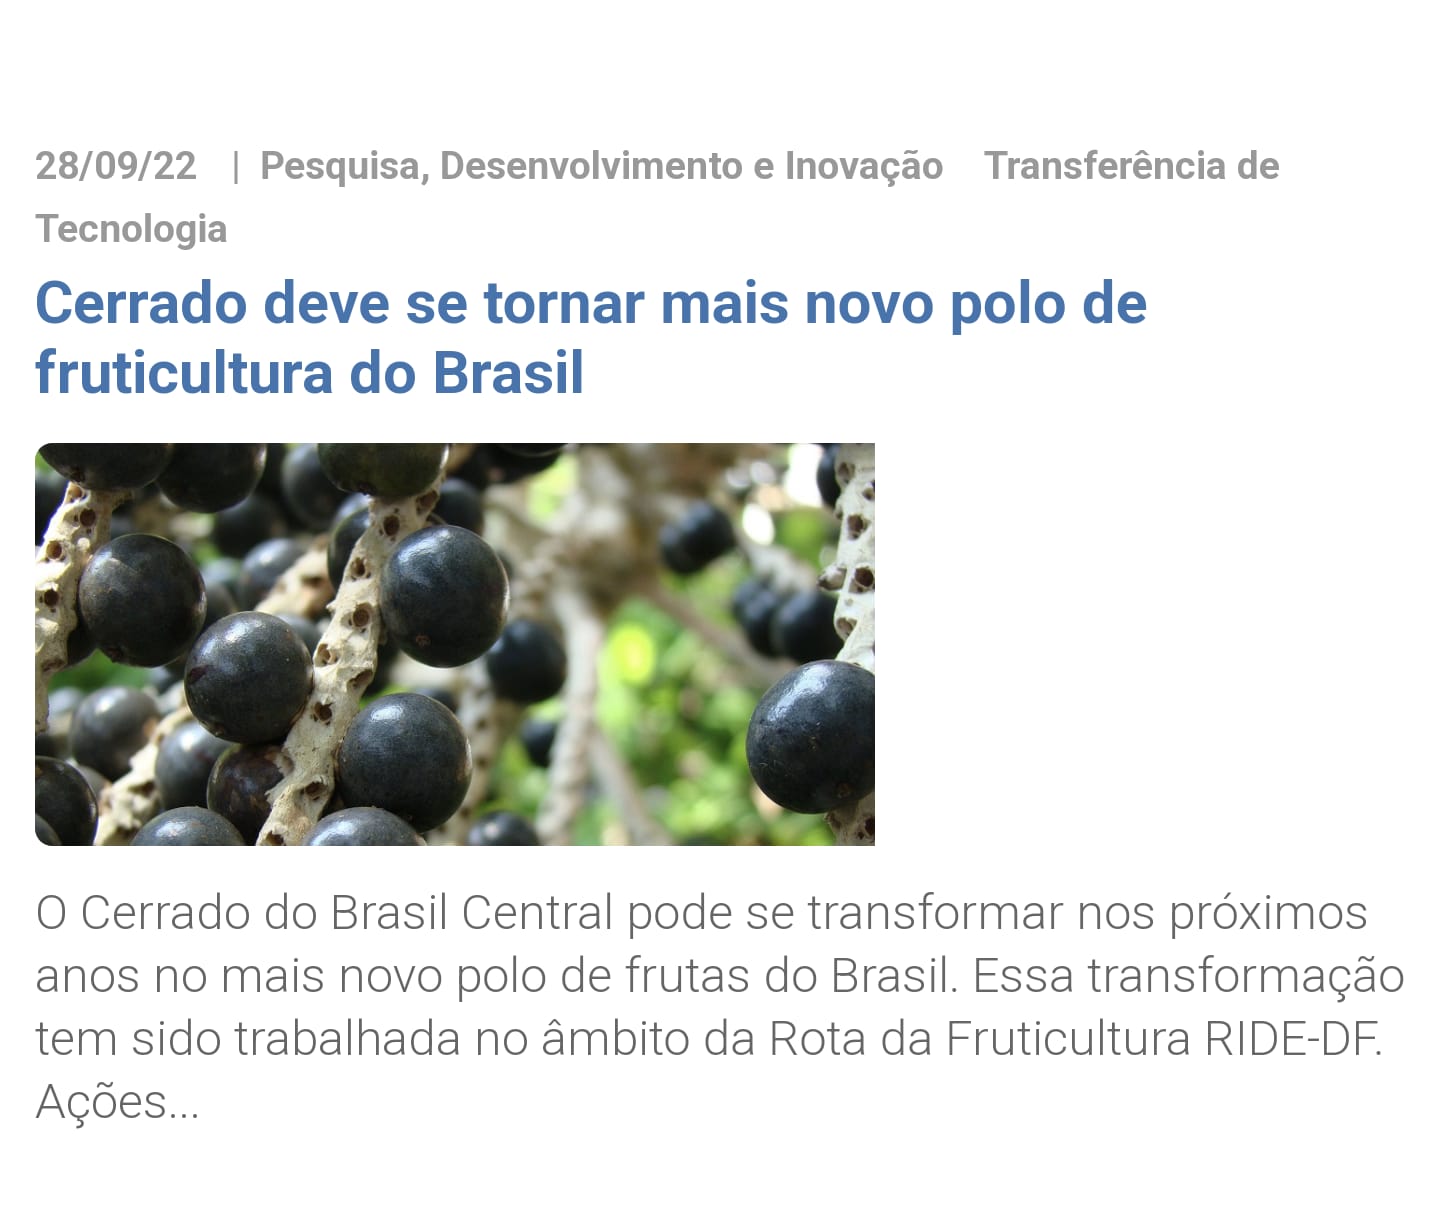 28/09/22 | Pesquisa, Desenvolvimento e Inovação Transferência de
Tecnologia
Cerrado deve se tornar mais novo polo de
fruticultura do Brasil
O Cerrado do Brasil Central pode se transformar nos próximos
anos no mais novo polo de frutas do Brasil. Essa transformação
tem sido trabalhada no âmbito da Rota da Fruticultura RIDE-DF.
Ações...